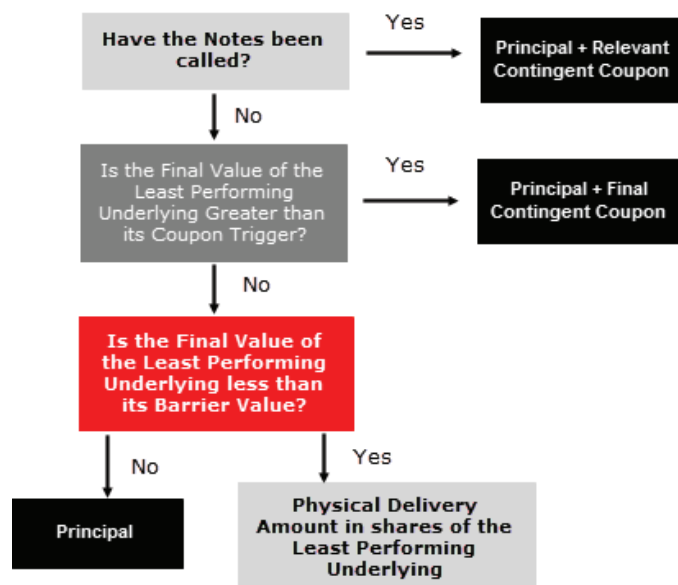 Have the Notes been
called?
Yes
Principal + Relevant
Contingent Coupon
No
Is the Final Value of the
Least Performing
Underlying Greater than
its Coupon Trigger?
Yes
Principal + Final
Contingent Coupon
No
Is the Final Value of
the Least Performing
Underlying less than
its Barrier Value?
No
Yes
Principal
Physical Delivery
Amount in shares of the
Least Performing
Underlying